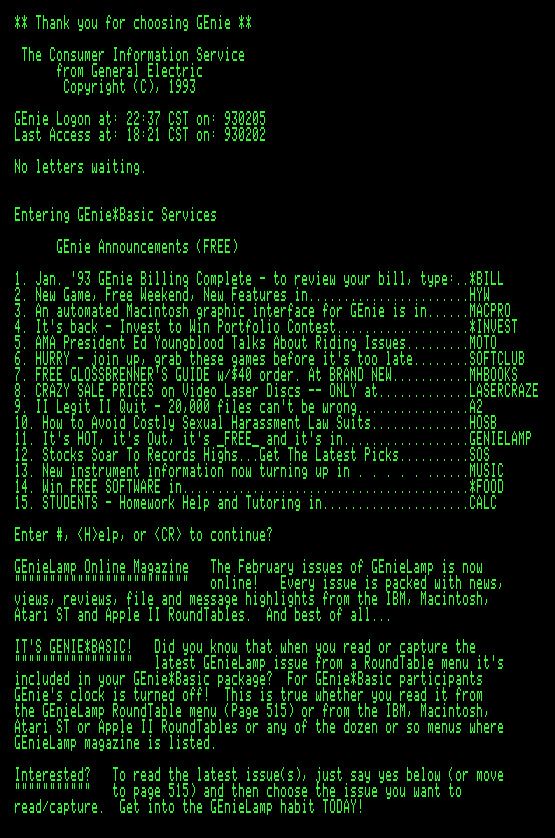 ** Thank you for choosing GEnie **
The Consumer Information Service
from General Electric
Copyright (C), 1993
GEnie Logon at: 22:37 CST on: 930205
Last Access at: 18:21 CST on: 930202
No letters waiting.
Entering GEnie*Basic Services
GEnie Announcements (FREE)
1. Jan. '93 GEnie Billing Complete - to review your bill, type:..*BILL
2. New Game, Free Weekend, New Features in.......................HYW
3. An automated Macintosh graphic interface for GEnie is in......MACPRO
4. It's back - Invest to Win Portfolio Contest...................*INVEST
5. AMA President Ed Youngblood Talks About Riding Issues.........MOTO
6. HURRY - join up, grab these games before it's too late........SOFTCLUB
7. FREE GLOSSBRENNER'S GUIDE w/$40 order. At BRAND NEW...........MHBOOKS
8. CRAZY SALE PRICES on Video Laser Discs -- ONLY at.............LASERCRAZE
9. II Legit II Quit - 20,000 files can't be wrong................A2
10. How to Avoid Costly Sexual Harassment Law Suits..............HOSB
11. It's HOT, it's Out, it's _FREE_ and it's in..................GENIELAMP
12. Stocks Soar To Records Highs...Get The Latest Picks..........SOS
13. New instrument information now turning up in . . . . . . . ..MUSIC
14. Win FREE SOFTWARE in.........................................*FOOD
15. STUDENTS - Homework Help and Tutoring in.....................CALC
Enter #, <H>elp, or <CR> to continue?
GEnieLamp Online Magazine   The February issues of GEnieLamp is now
"""""""""""""""""""""""""   online!   Every issue is packed with news,
views, reviews, file and message highlights from the IBM, Macintosh,
Atari ST and Apple II RoundTables.  And best of all...
IT'S GENIE*BASIC!   Did you know that when you read or capture the
"""""""""""""""""   latest GEnieLamp issue from a RoundTable menu it's
included in your GEnie*Basic package?  For GEnie*Basic participants
GEnie's clock is turned off!  This is true whether you read it from
the GEnieLamp RoundTable menu (Page 515) or from the IBM, Macintosh,
Atari ST or Apple II RoundTables or any of the dozen or so menus where
GEnieLamp magazine is listed.
Interested?   To read the latest issue(s), just say yes below (or move
"""""""""""   to page 515) and then choose the issue you want to
read/capture.  Get into the GEnieLamp habit TODAY!